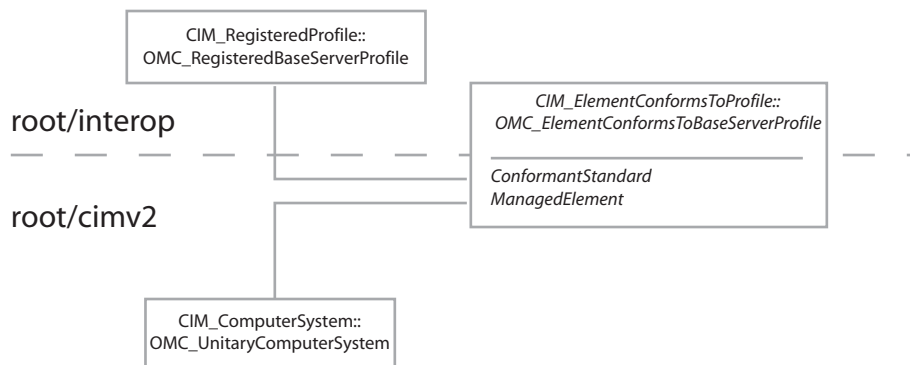 CIM_RegisteredProfile::
OMC_RegisteredBaseServerProfile
CIM_ElementConformsToProfile::
OMC_ElementConformsToBaseServerProfile
root/interop
ConformantStandard
ManagedElement
root/cimv2
CIM_ComputerSystem::
OMC_UnitaryComputerSystem